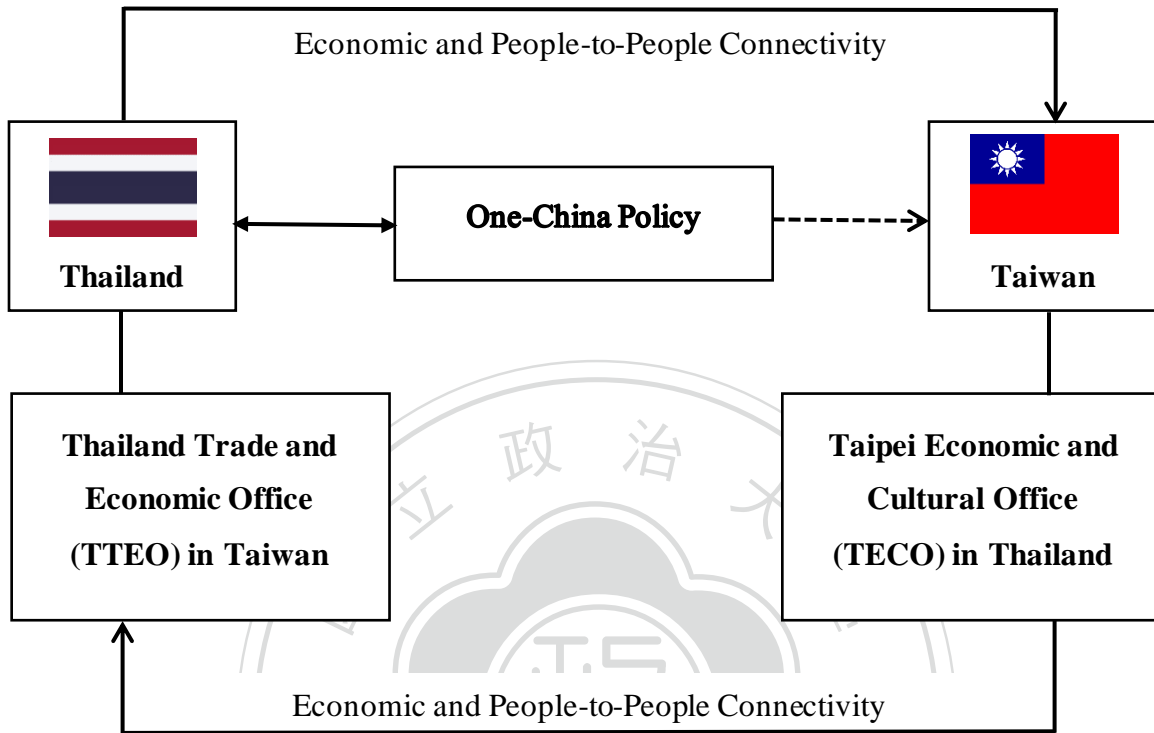 Economic and People-to-People Connectivity
One-China Policy
Thailand
Taiwan
Thailand Trade and
Economic Office
(TTEO) in Taiwan
Taipei Economic and
Cultural Office
(TECO) in Thailand
立政治大
Economic and People-to-People Connectivity